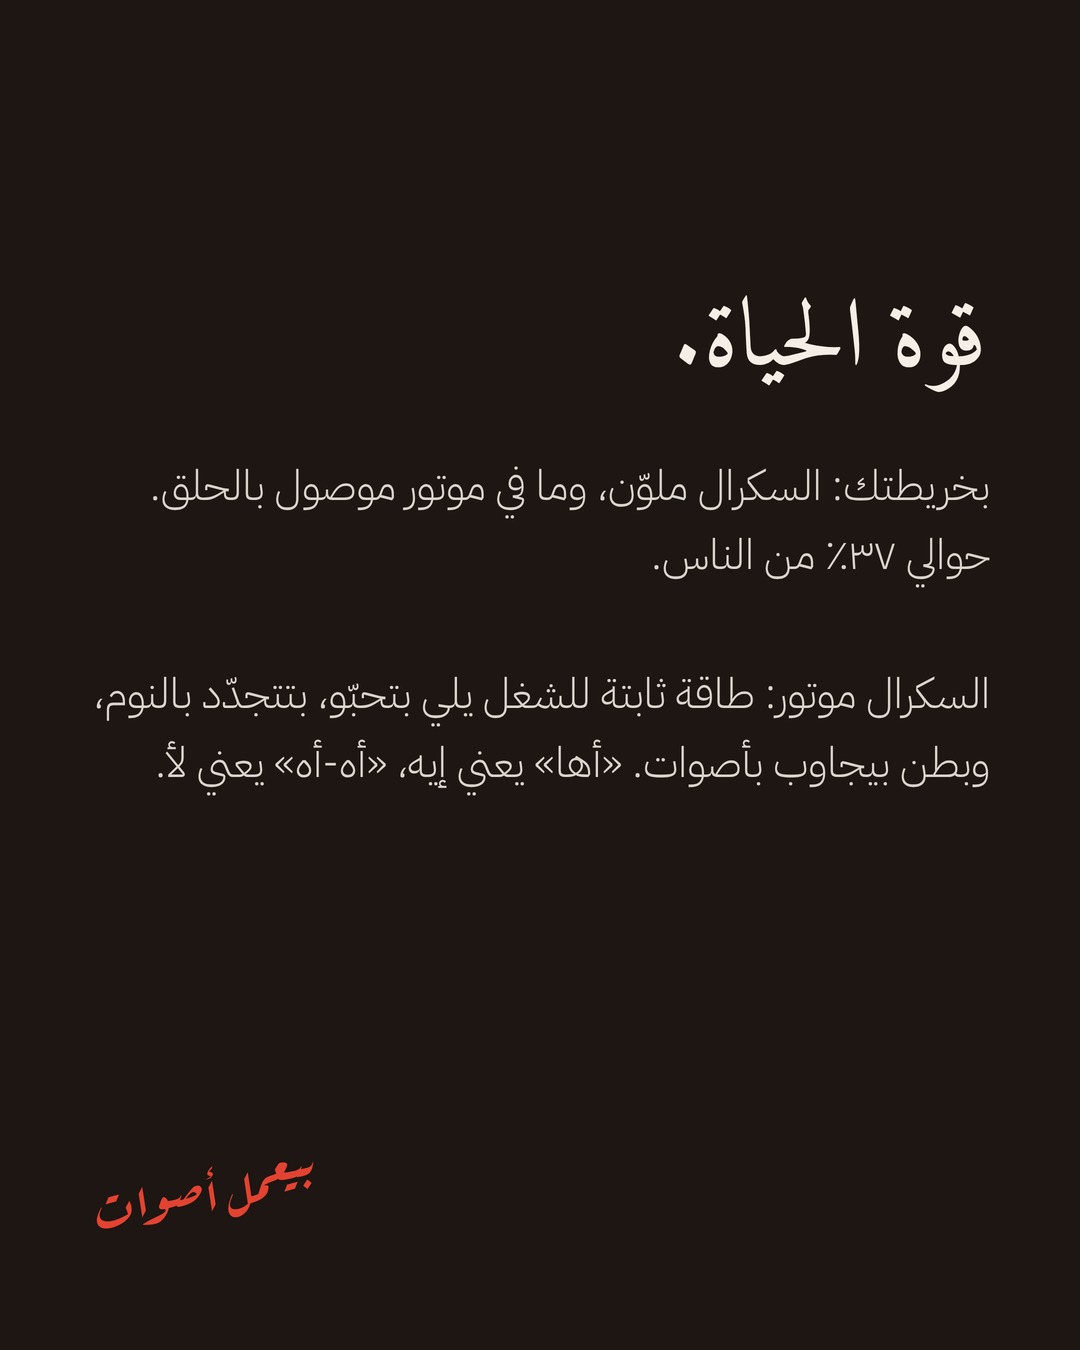 قوة الحياة.
بخريطتك: السكرال ملوّن، وما في موتور موصول بالحلق.
حوالي ٣٧٪ من الناس.
السكرال موتور: طاقة ثابتة للشغل يلي بتحبّو، بتتجدّد بالنوم،
وبطن بيجاوب بأصوات. «أها» يعني إيه، «أه-أه» يعني لأ.
بيعمل أصوات